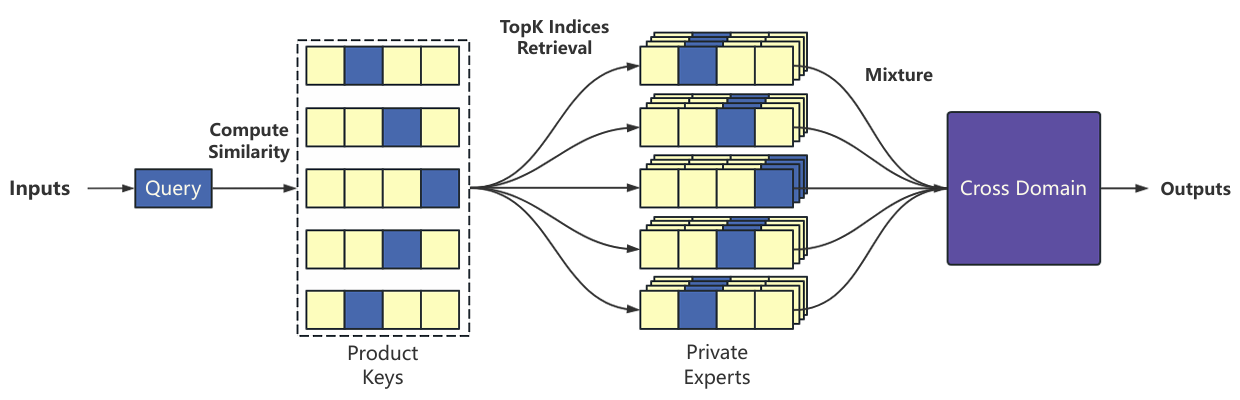 TopK Indices
Retrieval
Mixture
Compute
Similarity
Inputs
Query
Cross Domain
Outputs
Product
Keys
Private
Experts